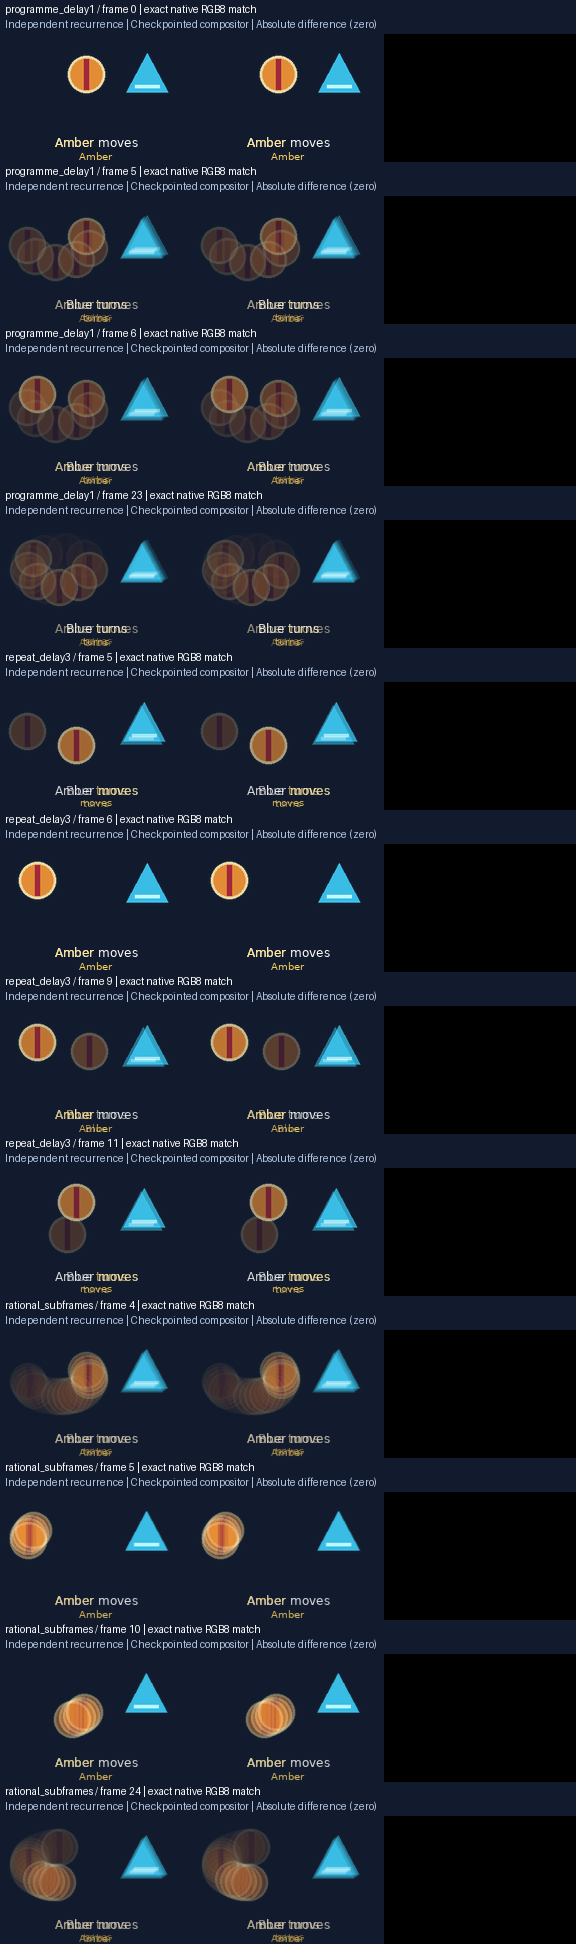 programme_delay1 / frame 0 | exact native RGB8 match
Independent recurrence | Checkpointed compositor | Absolute difference (zero)
Amber moves Amber moves
Amber Amber
programme_delay1 / frame 5 | exact native RGB8 match
Independent recurrence | Checkpointed compositor | Absolute difference (zero)
programme_delay1 / frame 6 | exact native RGB8 match
Independent recurrence | Checkpointed compositor | Absolute difference (zero)
programme_delay1 / frame 23 | exact native RGB8 match
Independent recurrence | Checkpointed compositor | Absolute difference (zero)
repeat_delay3 / frame 5 | exact native RGB8 match
Independent recurrence | Checkpointed compositor | Absolute difference (zero)
moves moves
moves moves
repeat_delay3 / frame 6 | exact native RGB8 match
Independent recurrence | Checkpointed compositor | Absolute difference (zero)
Amber moves Amber moves
Amber Amber
repeat_delay3 / frame 9 | exact native RGB8 match
Independent recurrence | Checkpointed compositor | Absolute difference (zero)
repeat_delay3 / frame 11 | exact native RGB8 match
Independent recurrence | Checkpointed compositor | Absolute difference (zero)
moves moves
moves moves
rational_subframes / frame 4 | exact native RGB8 match
Independent recurrence | Checkpointed compositor | Absolute difference (zero)
rational_subframes / frame 5 | exact native RGB8 match
Independent recurrence | Checkpointed compositor | Absolute difference (zero)
Amber moves Amber moves
Amber Amber
rational_subframes / frame 10 | exact native RGB8 match
Independent recurrence | Checkpointed compositor | Absolute difference (zero)
Amber moves Amber moves
Amber Amber
rational_subframes / frame 24 | exact native RGB8 match
Independent recurrence | Checkpointed compositor | Absolute difference (zero)